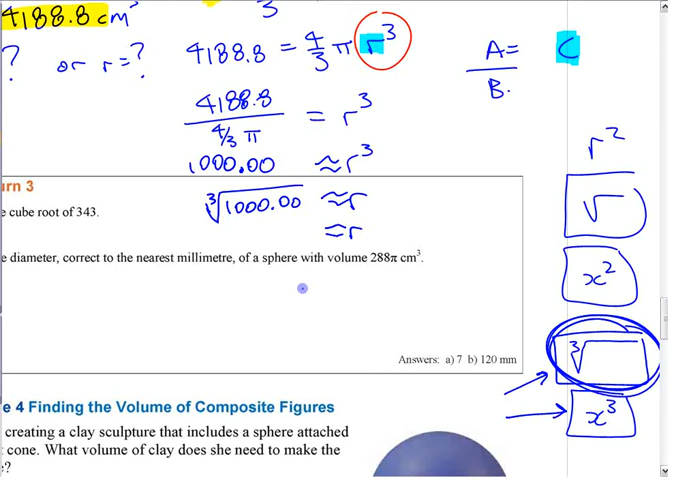 4188.8 cm³ 3
? or r=? 4188.8 = 4/3 π r³ A= C
B.
4188.8 = r³
4/3 π
r²
1000.00 ≈ r³
∛1000.00 ≈ r
= r
√
x²
∛
x³
urn 3
e cube root of 343.
e diameter, correct to the nearest millimetre, of a sphere with volume 288π cm³.
Answers: a) 7 b) 120 mm
e 4 Finding the Volume of Composite Figures
creating a clay sculpture that includes a sphere attached
cone. What volume of clay does she need to make the
e?